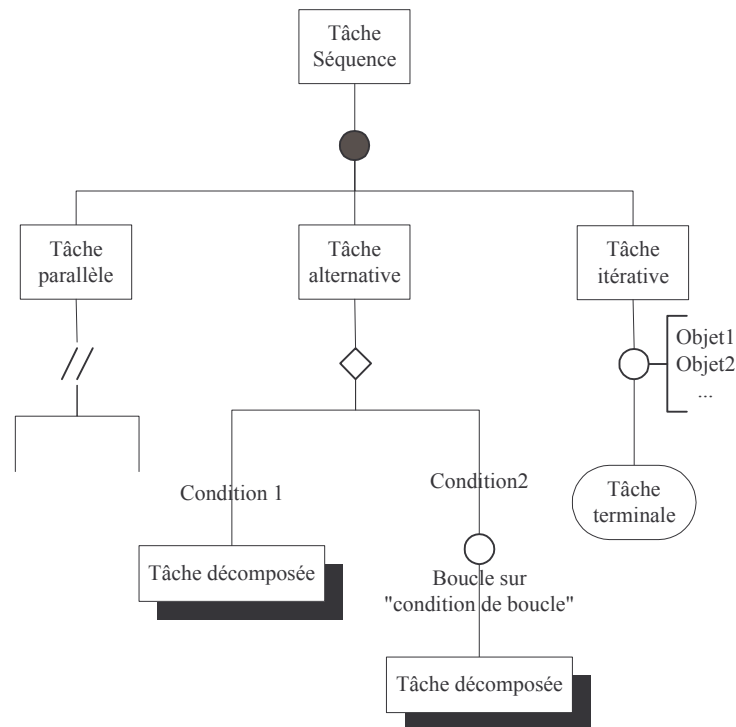 Tâche
Séquence
Tâche
parallèle
Tâche
alternative
Tâche
itérative
Objet1
Objet2
...
Condition 1
Condition2
Tâche
terminale
Tâche décomposée
Boucle sur
"condition de boucle"
Tâche décomposée